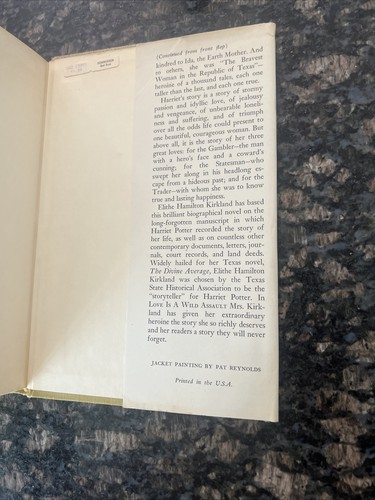 (Continued from front flap)
kindred to Ida, the Earth Mother. And
so others, she was "The Bravest
Woman in the Republic of Texas"—
heroine of a thousand tales, each one
taller than the last, and each one true.
Harriet's story is a story of stormy
passion and idyllic love, of jealousy
and vengeance, of unbearable loneli-
ness and suffering, and of triumph
over all the odds life could present to
one beautiful, courageous woman. But
above all, it is the story of her three
great loves: for the Gambler—the man
with a hero's face and a coward's
cunning; for the Statesman—who
swept her along in his headlong es-
cape from a hideous past; and for the
Trader—with whom she was to know
true and lasting happiness.
Elithe Hamilton Kirkland has based
this brilliant biographical novel on the
long-forgotten manuscript in which
Harriet Potter recorded the story of
her life, as well as on countless other
contemporary documents, letters, jour-
nals, court records, and land deeds.
Widely hailed for her Texas novel,
The Divine Average, Elithe Hamilton
Kirkland was chosen by the Texas
State Historical Association to be the
"storyteller" for Harriet Potter. In
LOVE IS A WILD ASSAULT MRS. Kirk-
land has given her extraordinary
heroine the story she so richly deserves
and her readers a story they will never
forget.
JACKET PAINTING BY PAT REYNOLDS
Printed in the U.S.A.